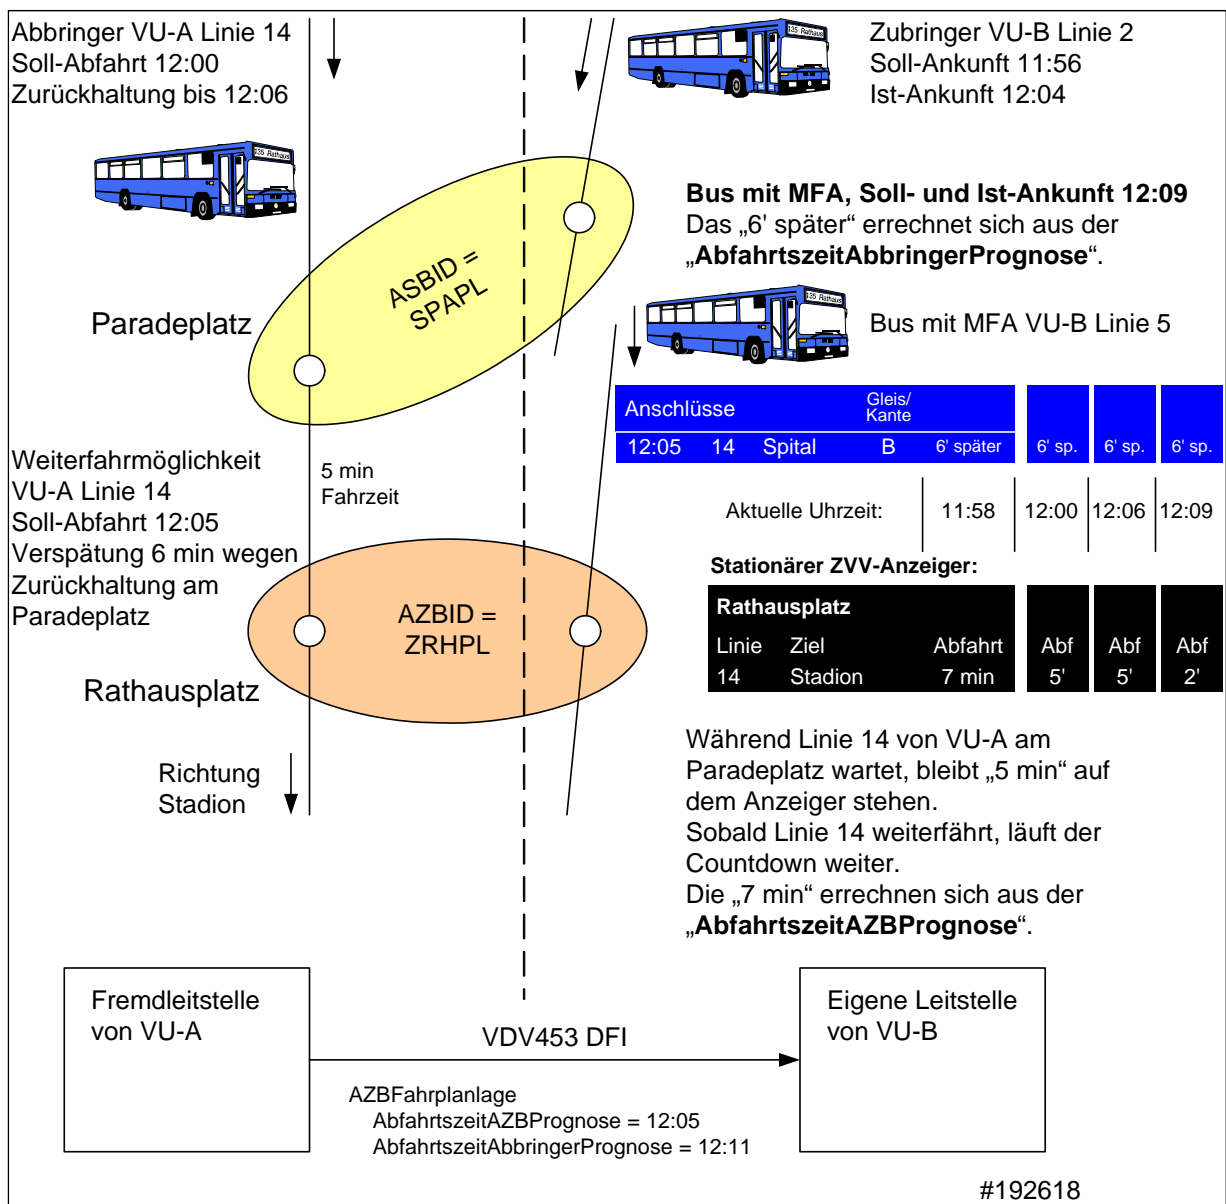 Abbringer VU-A Linie 14
Soll-Abfahrt 12:00
Zurückhaltung bis 12:06
135 Rathaus
Zubringer VU-B Linie 2
Soll-Ankunft 11:56
Ist-Ankunft 12:04
135 Rathaus
Bus mit MFA, Soll- und Ist-Ankunft 12:09
Das „6' später“ errechnet sich aus der
„AbfahrtszeitAbbringerPrognose“.
ASBID =
SPAPL
Paradeplatz
135 Rathaus
Bus mit MFA VU-B Linie 5
Anschlüsse Gleis/
Kante
12:05 14 Spital B 6' später 6' sp. 6' sp. 6' sp.
Aktuelle Uhrzeit: 11:58 12:00 12:06 12:09
Weiterfahrmöglichkeit
VU-A Linie 14
Soll-Abfahrt 12:05
Verspätung 6 min wegen
Zurückhaltung am
Paradeplatz
5 min
Fahrzeit
Stationärer ZVV-Anzeiger:
Rathausplatz
Linie Ziel Abfahrt Abf Abf Abf
14 Stadion 7 min 5' 5' 2'
AZBID =
ZRHPL
Rathausplatz
Richtung
Stadion
Während Linie 14 von VU-A am
Paradeplatz wartet, bleibt „5 min“ auf
dem Anzeiger stehen.
Sobald Linie 14 weiterfährt, läuft der
Countdown weiter.
Die „7 min“ errechnen sich aus der
„AbfahrtszeitAZBPrognose“.
Fremdleitstelle
von VU-A
VDV453 DFI
Eigene Leitstelle
von VU-B
AZBFahrplanlage
AbfahrtszeitAZBPrognose = 12:05
AbfahrtszeitAbbringerPrognose = 12:11
#192618